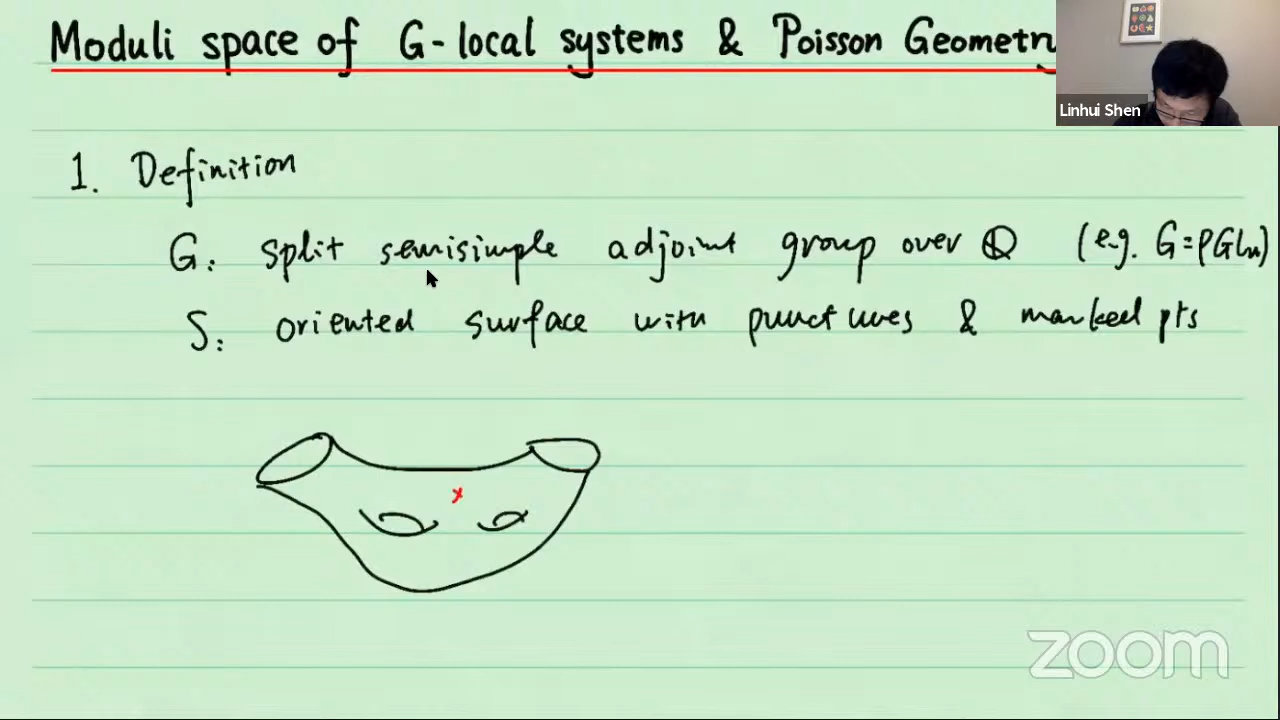 Moduli space of G-local systems & Poisson Geometry
Linhui Shen
1. Definition
G: split semisimple adjoint group over Q (e.g. G=PGLn)
S: oriented surface with punctures & marked pts
x
zoom